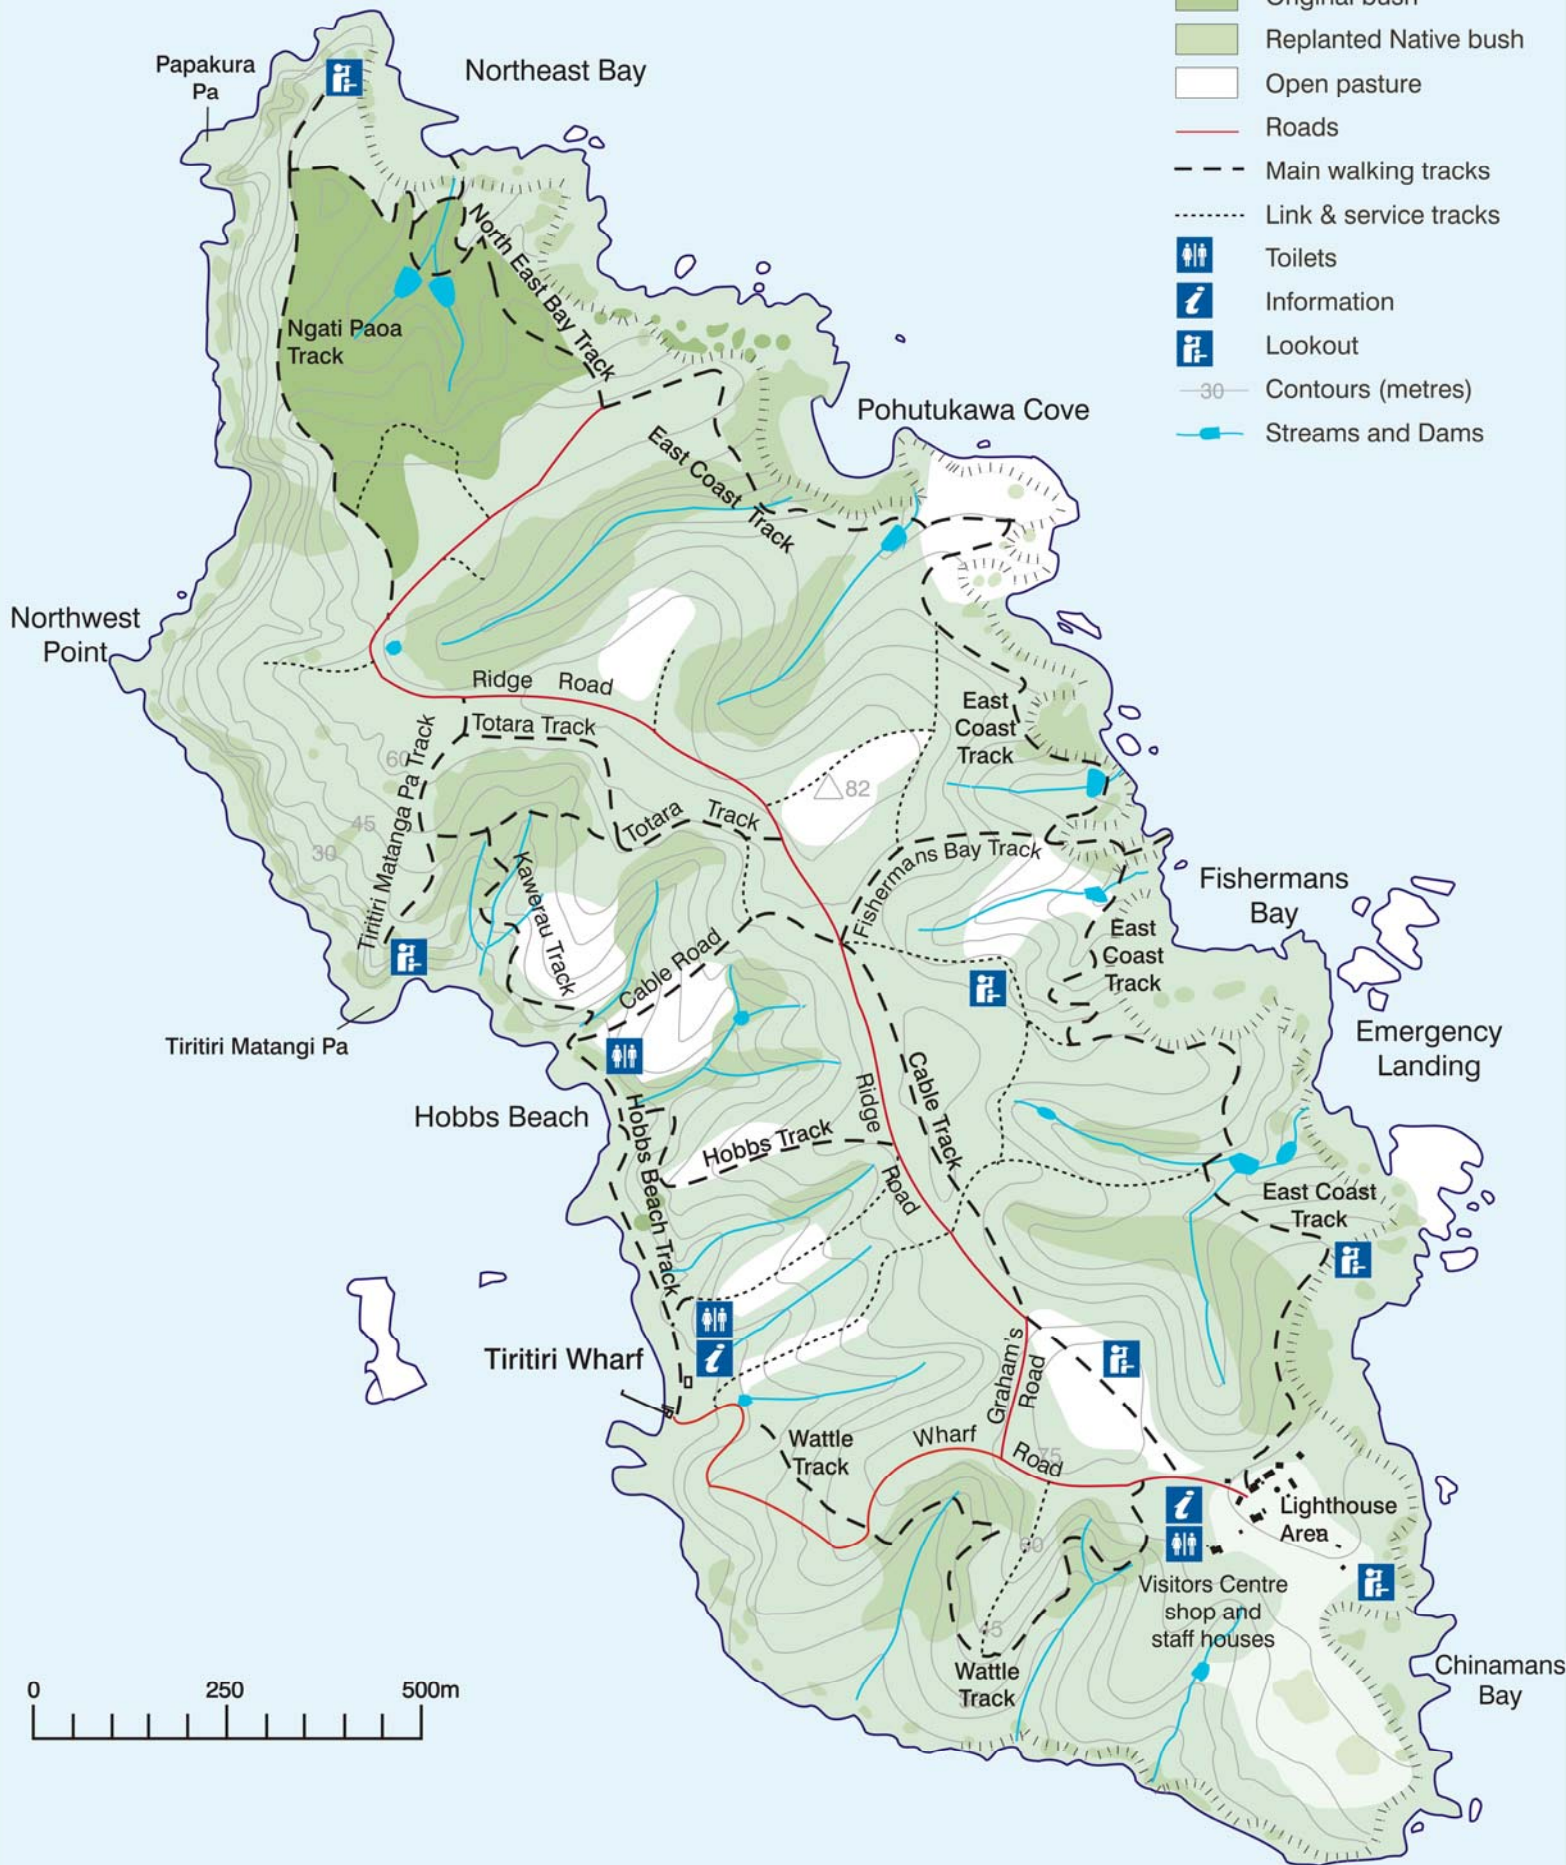 Original bush
Replanted Native bush
Open pasture
Roads
Main walking tracks
Link & service tracks
Toilets
Information
Lookout
30
Contours (metres)
Streams and Dams
Papakura
Pa
Northeast Bay
North East Bay Track
Ngati Paoa
Track
Pohutukawa Cove
East Coast Track
Northwest
Point
Ridge Road
Totara Track
East
Coast
Track
60
45
30
82
Tiritiri Matanga Pa Track
Totara Track
Fishermans Bay Track
Kawerau Track
Fishermans
Bay
East
Coast
Track
Cable Road
Tiritiri Matangi Pa
Emergency
Landing
Hobbs Beach
Ridge Road
Cable Track
Hobbs Track
Hobbs Beach Track
East Coast
Track
Tiritiri Wharf
Graham's
Road
Wattle
Track
Wharf Road
75
Lighthouse
Area
60
Visitors Centre
shop and
staff houses
45
Wattle
Track
Chinamans
Bay
0 250 500m